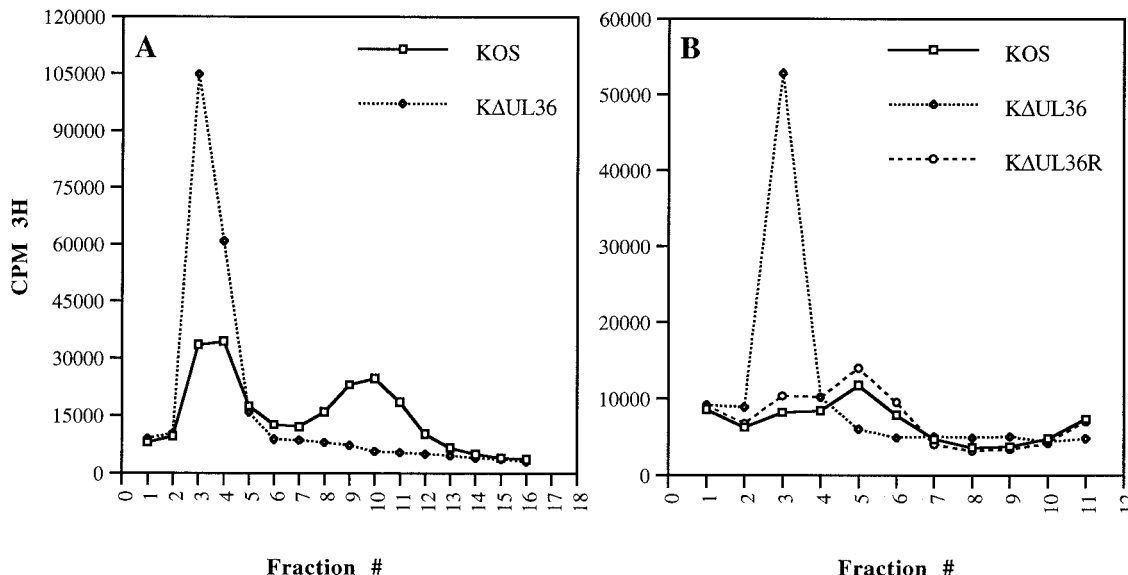 120000
105000
90000
75000
60000
45000
30000
15000
0
CPM 3H
A
KOS
KΔUL36
0 1 2 3 4 5 6 7 8 9 10 11 12 13 14 15 16 17 18
Fraction #
60000
50000
40000
30000
20000
10000
0
B
KOS
KΔUL36
KΔUL36R
0 1 2 3 4 5 6 7 8 9 10 11 12
Fraction #